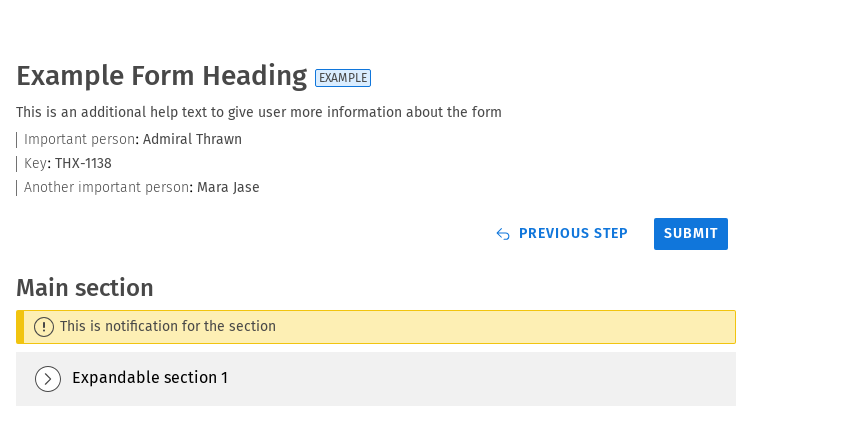 Example Form Heading EXAMPLE
This is an additional help text to give user more information about the form
Important person: Admiral Thrawn
Key: THX-1138
Another important person: Mara Jase
PREVIOUS STEP SUBMIT
Main section
This is notification for the section
Expandable section 1